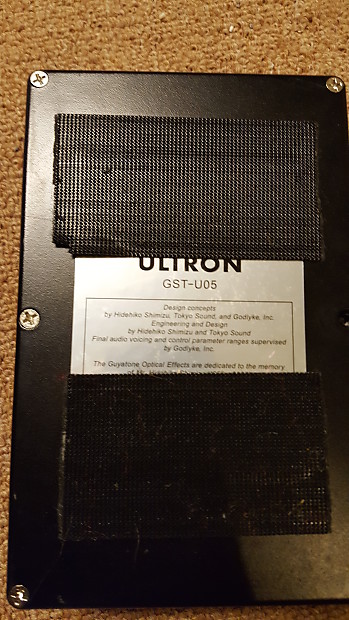 ULTRON
GST-U05
Design concepts
by Hidehiko Shimizu, Tokyo Sound, and Godlyke, Inc.
Engineering and Design
by Hidehiko Shimizu and Tokyo Sound
Final audio voicing and control parameter ranges supervised
by Godlyke, Inc.
The Guyatone Optical Effects are dedicated to the memory
of Mr.